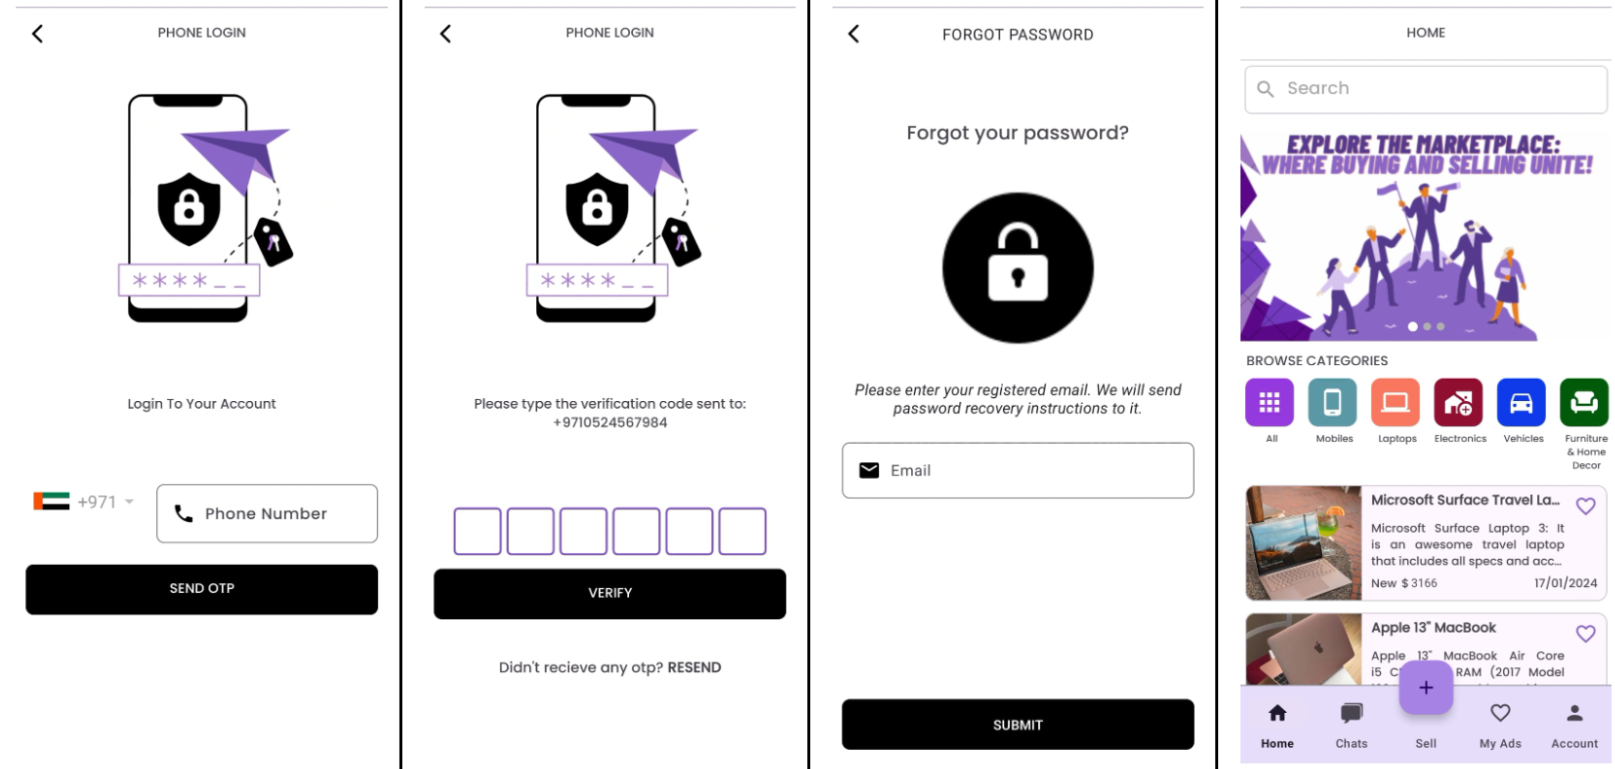 PHONE LOGIN
****_ _
Login To Your Account
+971
Phone Number
SEND OTP
PHONE LOGIN
****_ _
Please type the verification code sent to:
+9710524567984
VERIFY
Didn't recieve any otp? RESEND
FORGOT PASSWORD
Forgot your password?
Please enter your registered email. We will send
password recovery instructions to it.
Email
SUBMIT
HOME
Search
EXPLORE THE MARKETPLACE:
WHERE BUYING AND SELLING UNITE!
BROWSE CATEGORIES
All
Mobiles
Laptops
Electronics
Vehicles
Furniture
& Home
Decor
Microsoft Surface Travel La...
Microsoft Surface Laptop 3: It
is an awesome travel laptop
that includes all specs and acc...
New $ 3166 17/01/2024
Apple 13" MacBook
Apple 13" MacBook Air Core
i5 RAM (2017 Model
+
Home
Chats
Sell
My Ads
Account